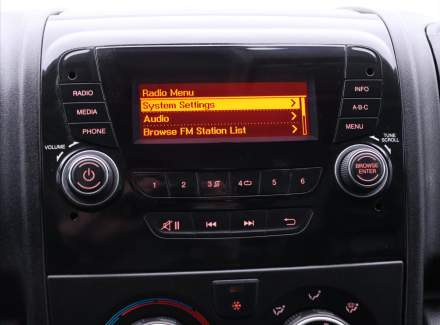 Radio Menu
System Settings
Audio
Browse FM Station List
RADIO
MEDIA
PHONE
VOLUME
INFO
A-B-C
MENU
TUNE
SCROLL
BROWSE
ENTER
1 2 3 4 5 6